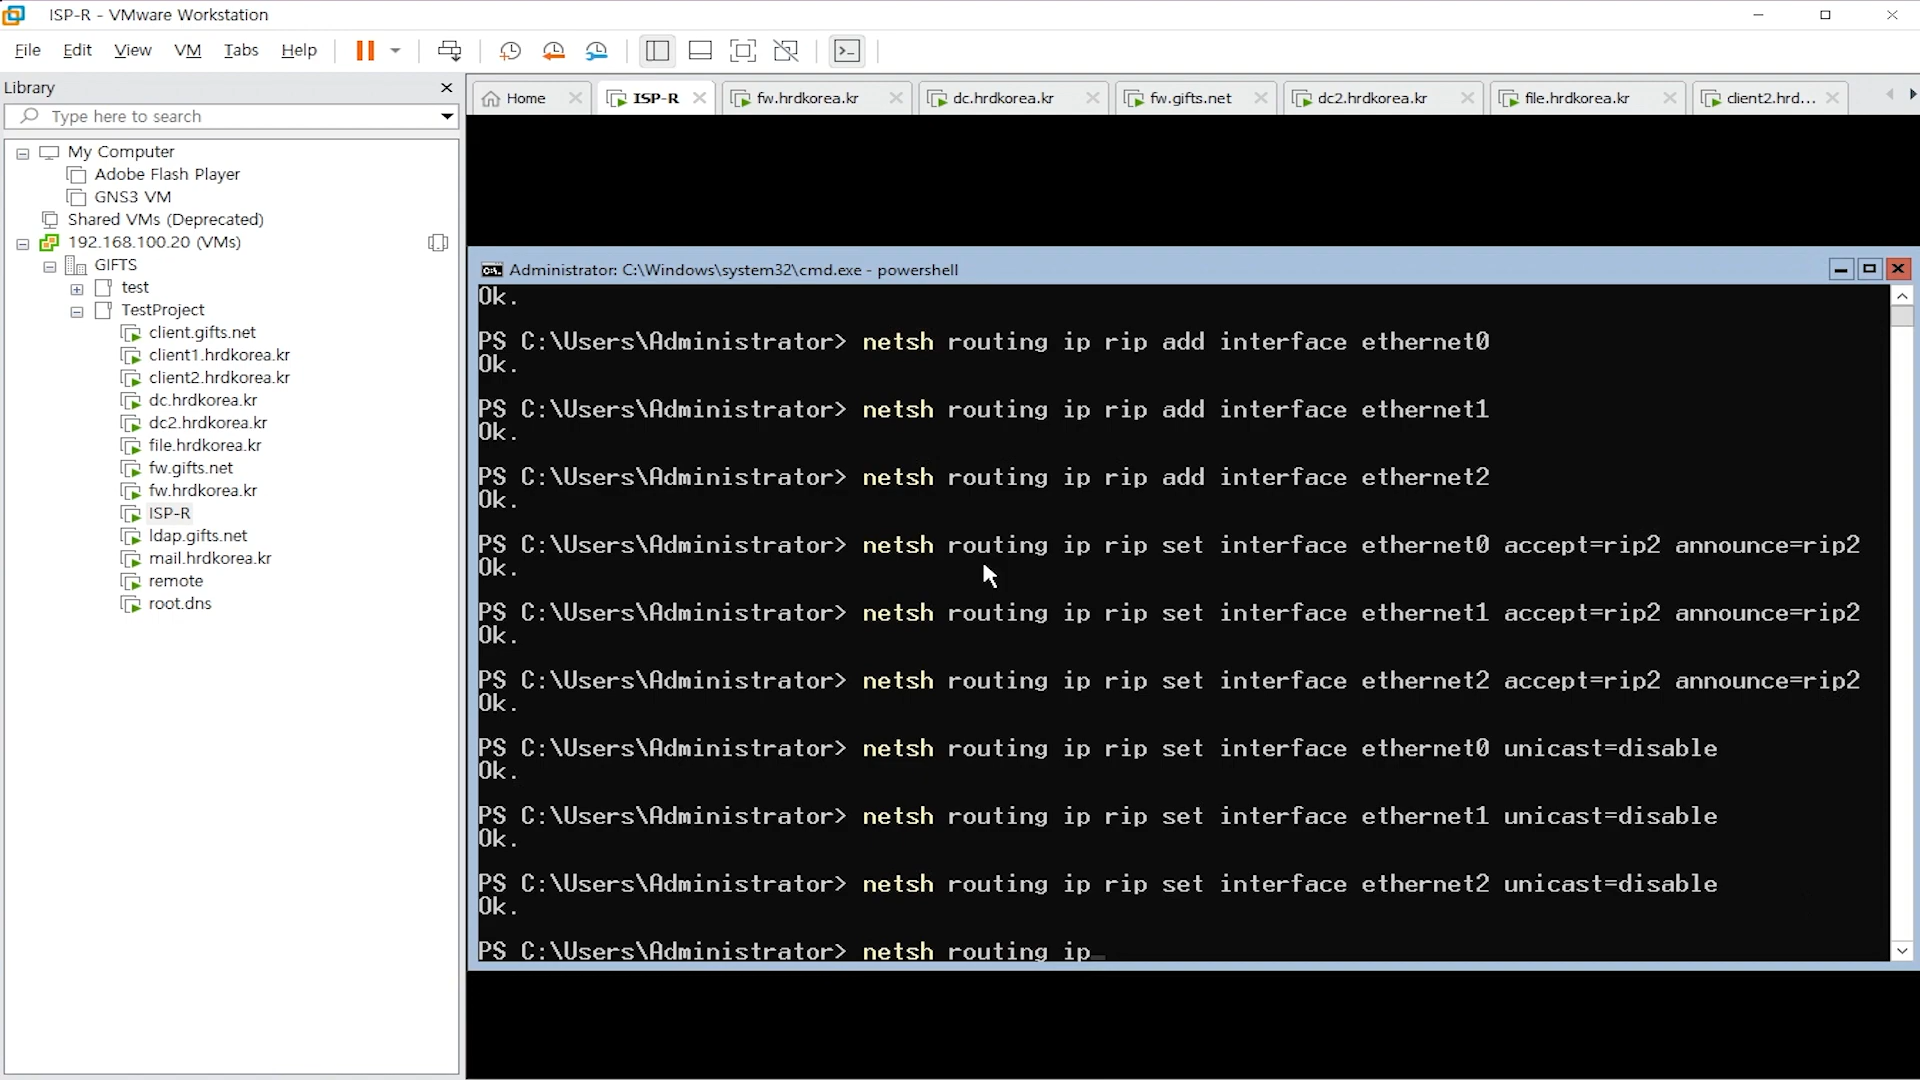 ISP-R - VMware Workstation
File Edit View VM Tabs Help
Library
Type here to search
My Computer
Adobe Flash Player
GNS3 VM
Shared VMs (Deprecated)
192.168.100.20 (VMs)
GIFTS
test
TestProject
client.gifts.net
client1.hrdkorea.kr
client2.hrdkorea.kr
dc.hrdkorea.kr
dc2.hrdkorea.kr
file.hrdkorea.kr
fw.gifts.net
fw.hrdkorea.kr
ISP-R
ldap.gifts.net
mail.hrdkorea.kr
remote
root.dns
Home ISP-R fw.hrdkorea.kr dc.hrdkorea.kr fw.gifts.net dc2.hrdkorea.kr file.hrdkorea.kr client2.hrd...
Administrator: C:\Windows\system32\cmd.exe - powershell
Ok.
PS C:\Users\Administrator> netsh routing ip rip add interface ethernet0
Ok.
PS C:\Users\Administrator> netsh routing ip rip add interface ethernet1
Ok.
PS C:\Users\Administrator> netsh routing ip rip add interface ethernet2
Ok.
PS C:\Users\Administrator> netsh routing ip rip set interface ethernet0 accept=rip2 announce=rip2
Ok.
PS C:\Users\Administrator> netsh routing ip rip set interface ethernet1 accept=rip2 announce=rip2
Ok.
PS C:\Users\Administrator> netsh routing ip rip set interface ethernet2 accept=rip2 announce=rip2
Ok.
PS C:\Users\Administrator> netsh routing ip rip set interface ethernet0 unicast=disable
Ok.
PS C:\Users\Administrator> netsh routing ip rip set interface ethernet1 unicast=disable
Ok.
PS C:\Users\Administrator> netsh routing ip rip set interface ethernet2 unicast=disable
Ok.
PS C:\Users\Administrator> netsh routing ip